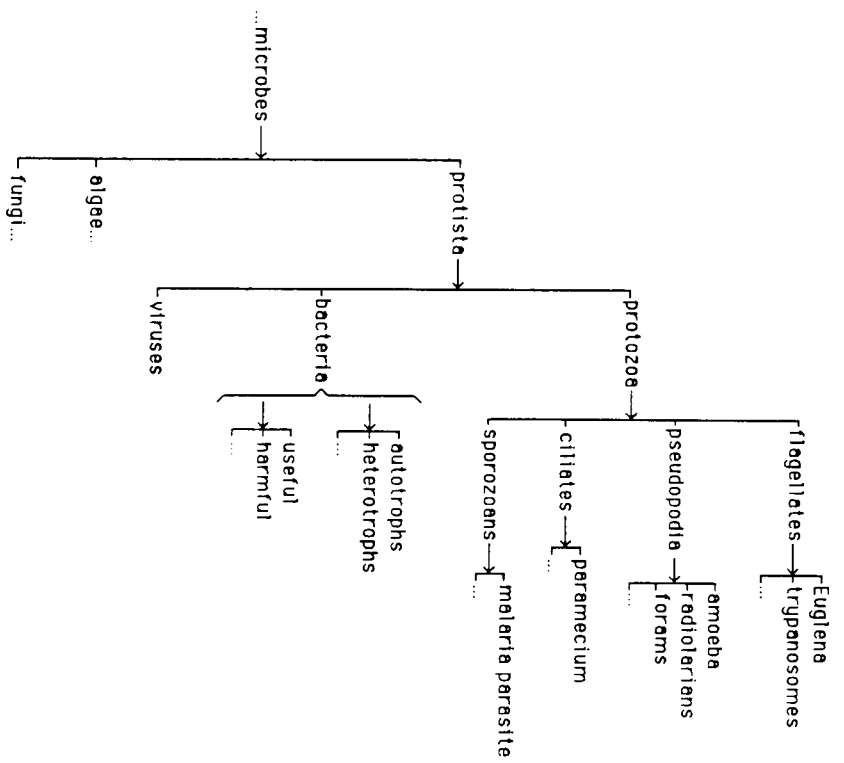 Euglena
flagellates
trypanosomes
...
amoeba
pseudopodia
radiolarians
forams
...
protozoa
paramecium
ciliates
...
malaria parasite
sporozoans
...
protista
autotrophs
heterotrophs
...
bacteria
useful
harmful
...
...microbes
viruses
algae...
fungi...